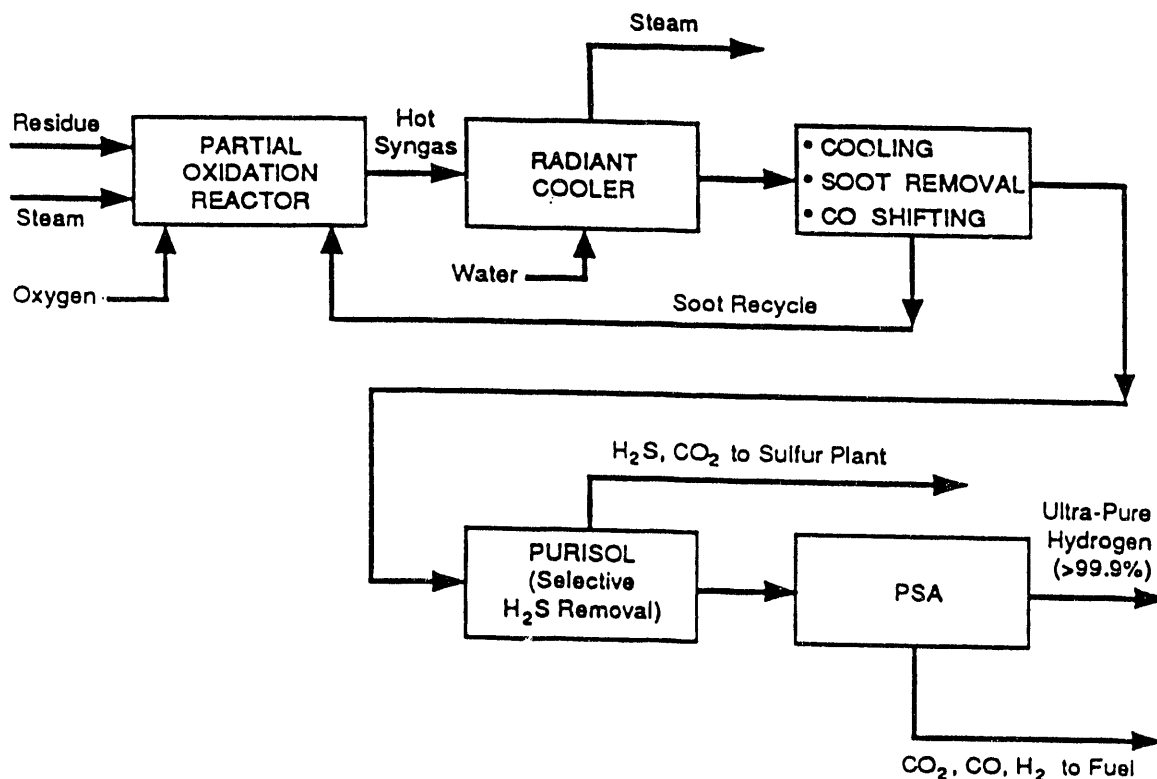 Steam
Residue
Steam
Oxygen
PARTIAL
OXIDATION
REACTOR
Hot
Syngas
RADIANT
COOLER
Water
• COOLING
• SOOT REMOVAL
• CO SHIFTING
Soot Recycle
H₂S, CO₂ to Sulfur Plant
PURISOL
(Selective
H₂S Removal)
PSA
Ultra-Pure
Hydrogen
(>99.9%)
CO₂, CO, H₂ to Fuel